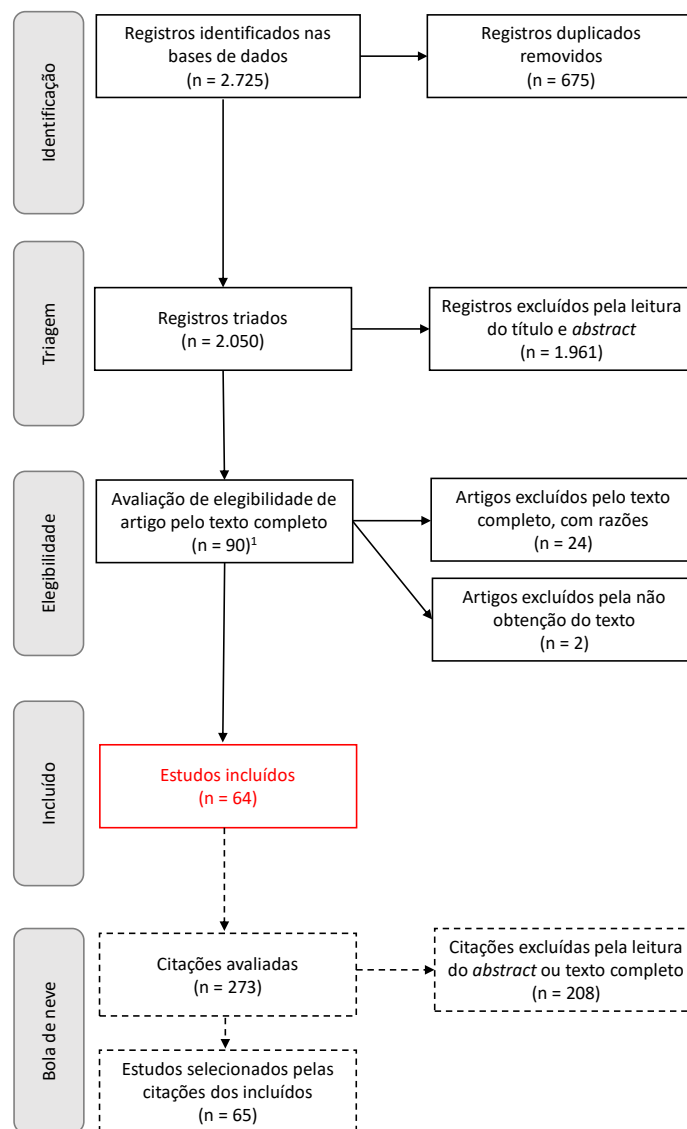 Identificação
Registros identificados nas
bases de dados
(n = 2.725)
Registros duplicados
removidos
(n = 675)
Triagem
Registros triados
(n = 2.050)
Registros excluídos pela leitura
do título e abstract
(n = 1.961)
Elegibilidade
Avaliação de elegibilidade de
artigo pelo texto completo
(n = 90)¹
Artigos excluídos pelo texto
completo, com razões
(n = 24)
Artigos excluídos pela não
obtenção do texto
(n = 2)
Incluído
Estudos incluídos
(n = 64)
Bola de neve
Citações avaliadas
(n = 273)
Citações excluídas pela leitura
do abstract ou texto completo
(n = 208)
Estudos selecionados pelas
citações dos incluídos
(n = 65)